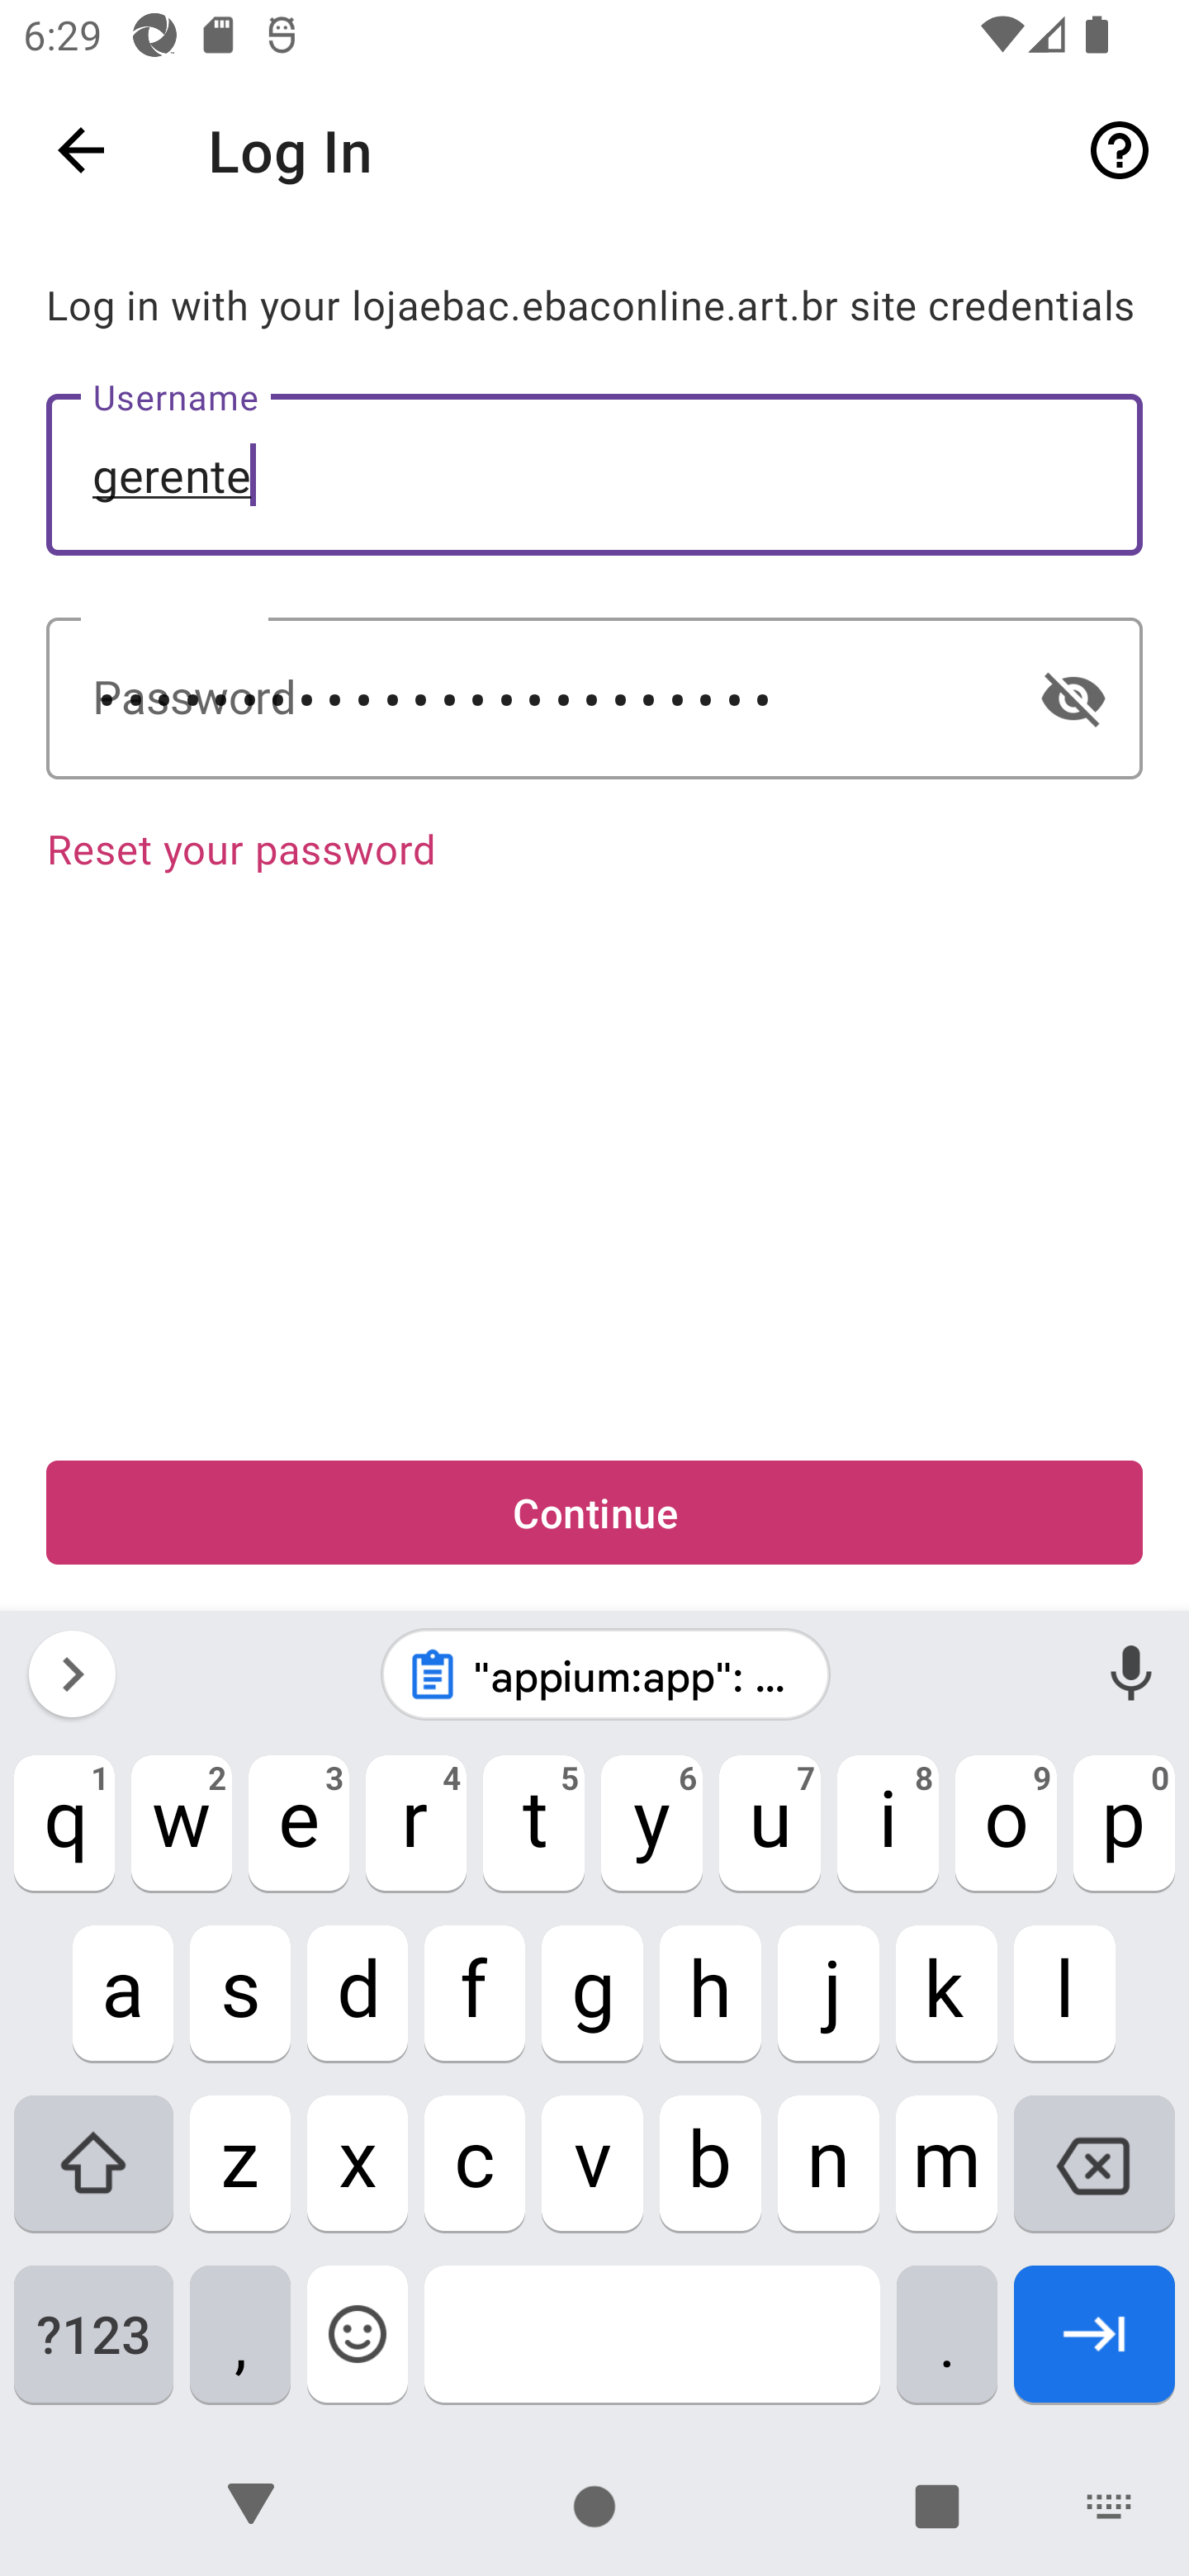 6:29
Log In
Log in with your lojaebac.ebaconline.art.br site credentials
Username
gerente
Password
••••••••••••••••••••••••
Reset your password
Continue
"appium:app": ...
q 1 w 2 e 3 r 4 t 5 y 6 u 7 i 8 o 9 p 0
a s d f g h j k l
z x c v b n m
?123 , .